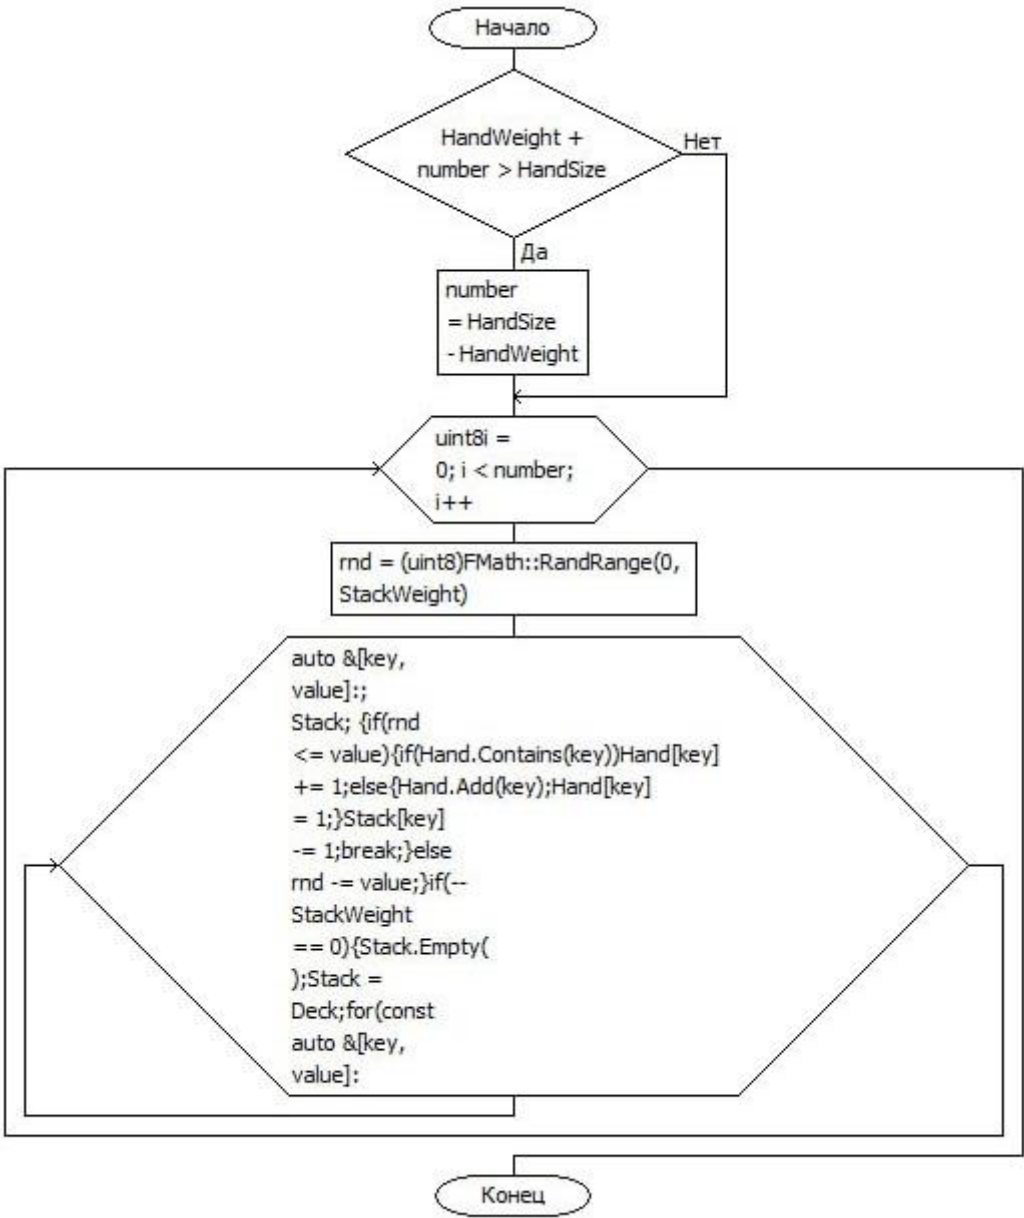 Начало
HandWeight +
number > HandSize
Нет
Да
number
= HandSize
- HandWeight
uint8i =
0; i < number;
i++
rnd = (uint8)FMath::RandRange(0,
StackWeight)
auto &[key,
value]:;
Stack; {if(rnd
<= value){if(Hand.Contains(key))Hand[key]
+= 1;else{Hand.Add(key);Hand[key]
= 1;}Stack[key]
-= 1;break;}else
rnd -= value;}if(--
StackWeight
== 0){Stack.Empty(
);Stack =
Deck;for(const
auto &[key,
value]:
Конец